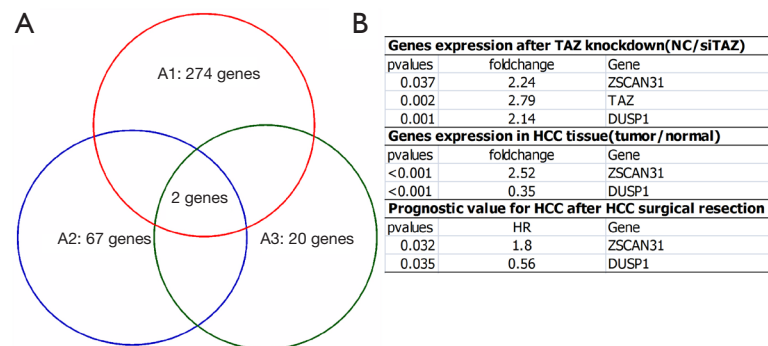 A
A1: 274 genes
2 genes
A2: 67 genes
A3: 20 genes
B
Genes expression after TAZ knockdown(NC/siTAZ)
pvalues foldchange Gene
0.037 2.24 ZSCAN31
0.002 2.79 TAZ
0.001 2.14 DUSP1
Genes expression in HCC tissue(tumor/normal)
pvalues foldchange Gene
<0.001 2.52 ZSCAN31
<0.001 0.35 DUSP1
Prognostic value for HCC after HCC surgical resection
pvalues HR Gene
0.032 1.8 ZSCAN31
0.035 0.56 DUSP1